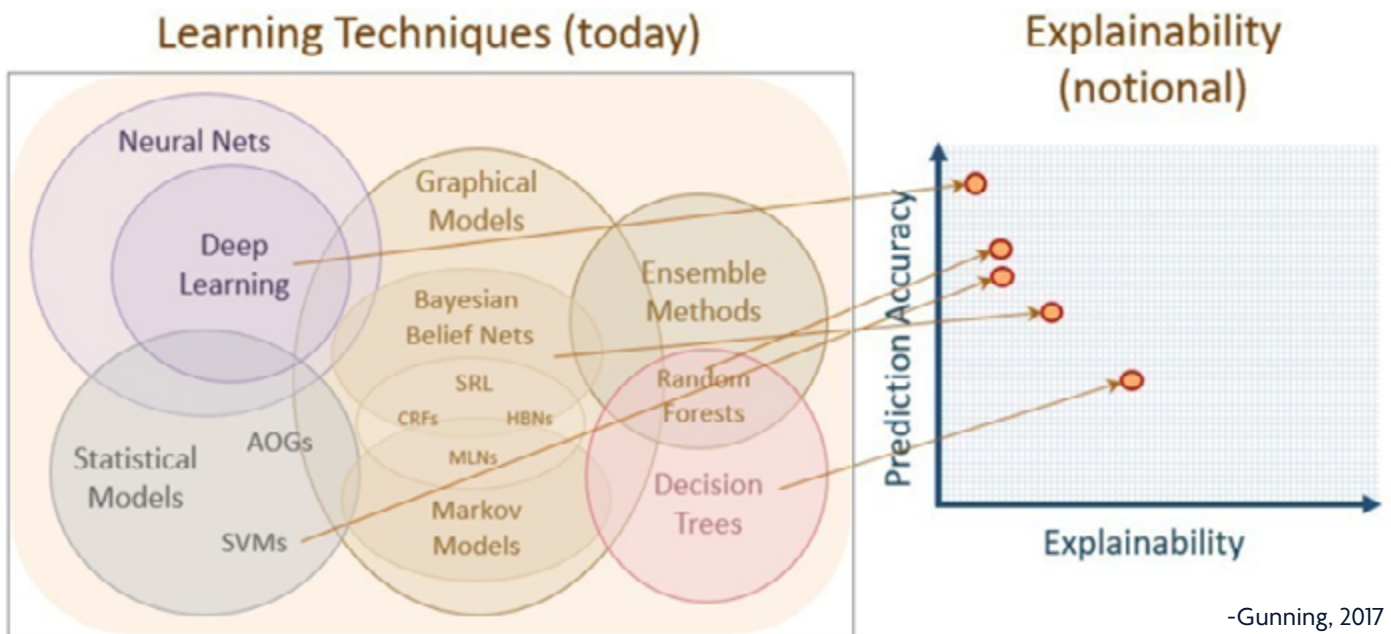 Learning Techniques (today)
Explainability
(notional)
Neural Nets
Deep
Learning
Graphical
Models
Ensemble
Methods
Bayesian
Belief Nets
SRL
CRFs
HBNs
MLNs
Random
Forests
AOGs
Statistical
Models
SVMs
Markov
Models
Decision
Trees
Prediction Accuracy
Explainability
-Gunning, 2017